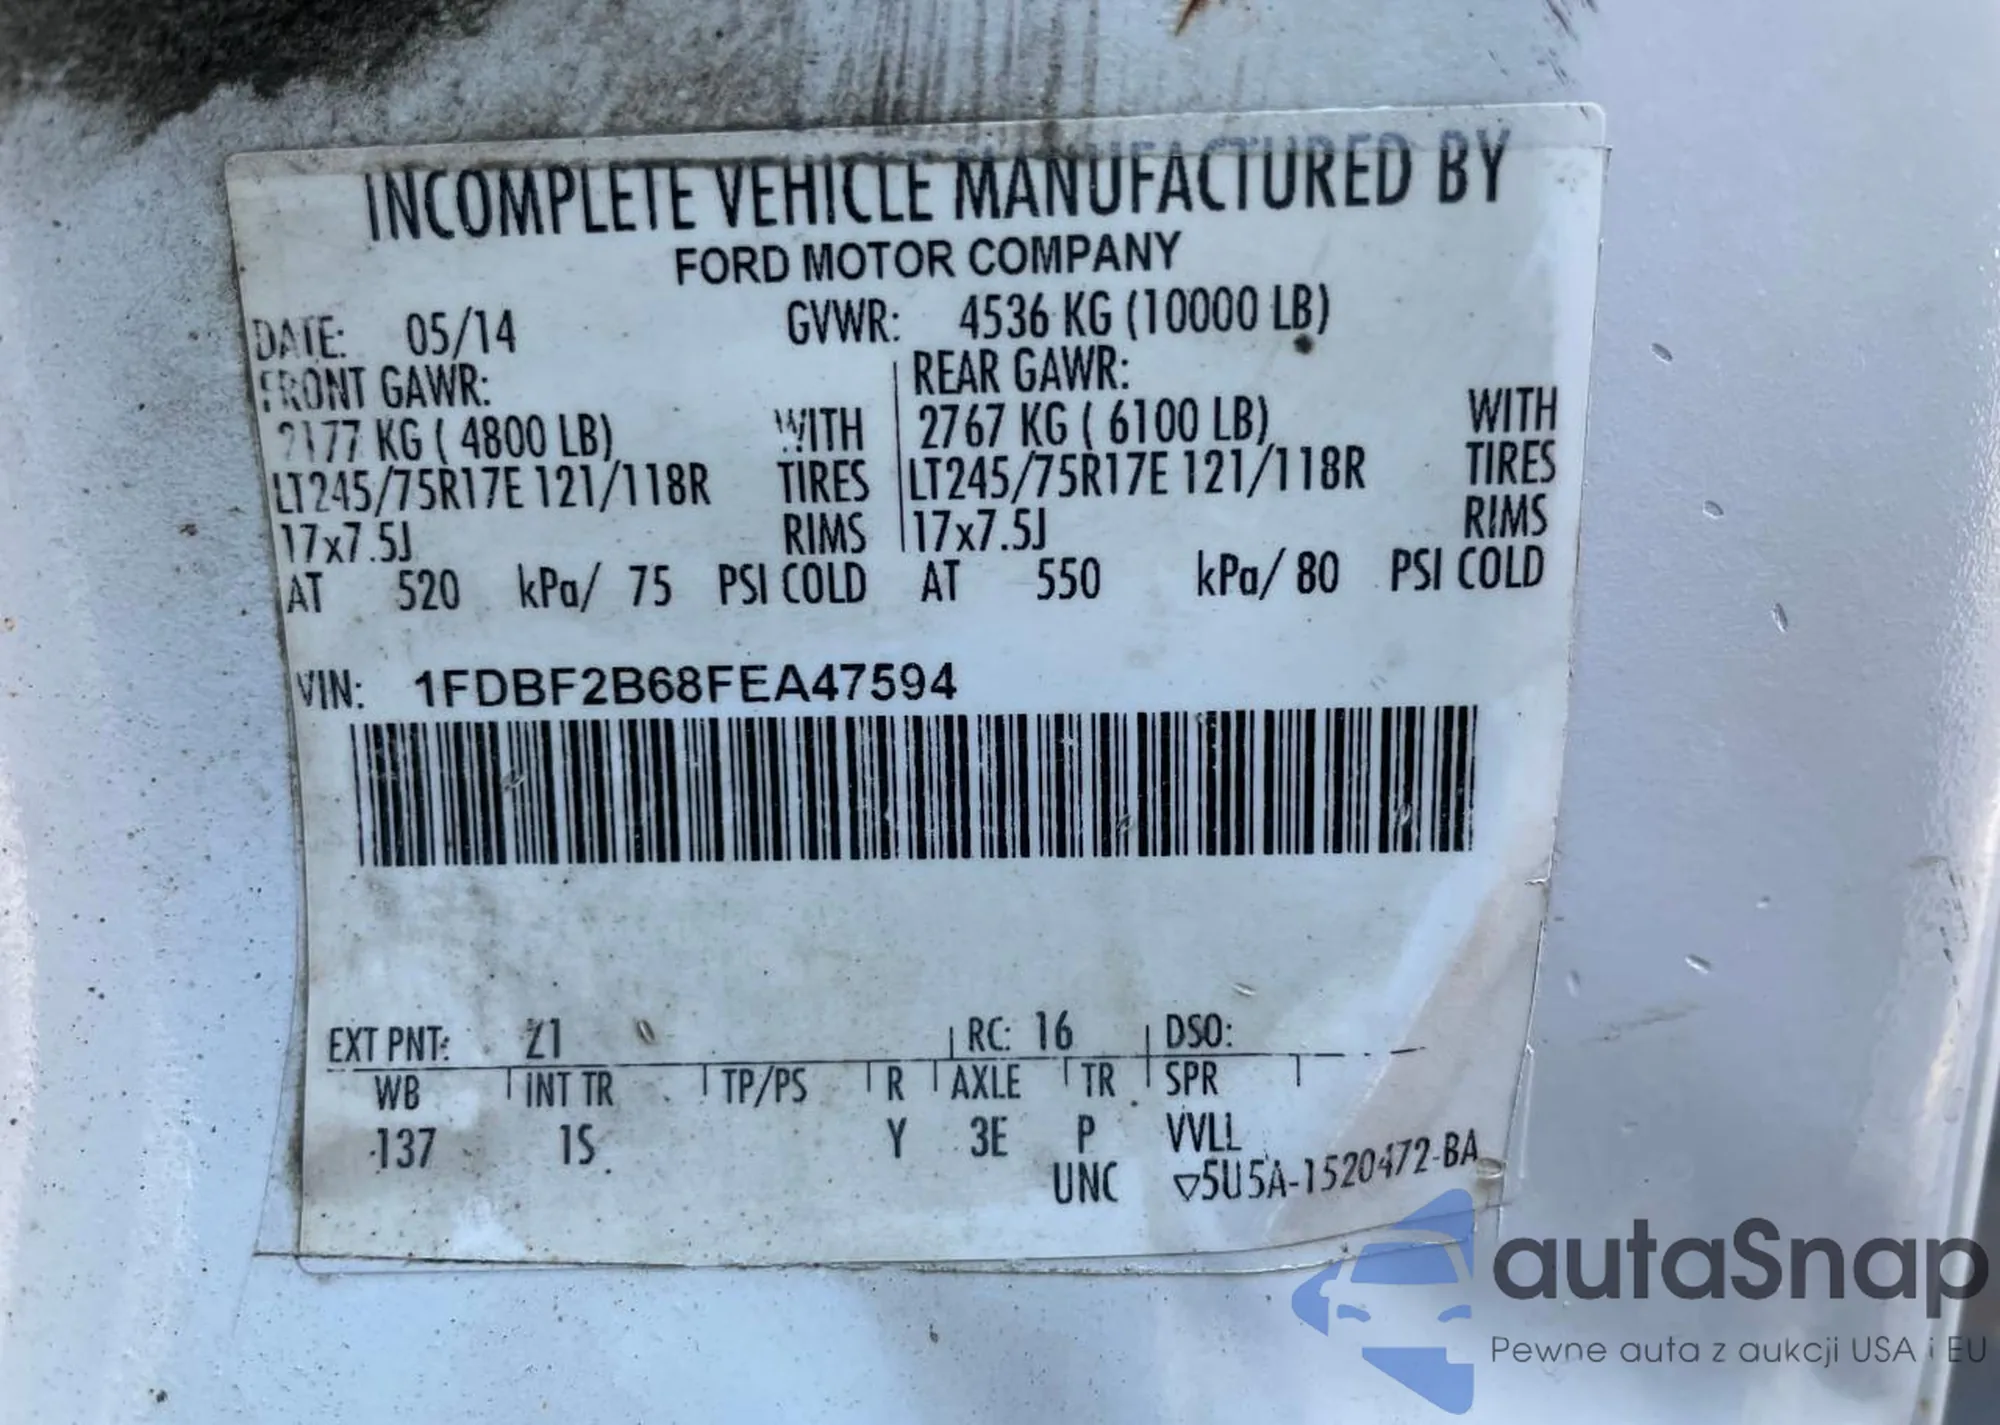 INCOMPLETE VEHICLE MANUFACTURED BY
FORD MOTOR COMPANY
DATE: 05/14 GVWR: 4536 KG (10000 LB)
FRONT GAWR: REAR GAWR:
2177 KG ( 4800 LB) WITH 2767 KG ( 6100 LB) WITH
LT245/75R17E 121/118R TIRES LT245/75R17E 121/118R TIRES
17x7.5J RIMS 17x7.5J RIMS
AT 520 kPa/ 75 PSI COLD AT 550 kPa/ 80 PSI COLD
VIN: 1FDBF2B68FEA47594
EXT PNT: Z1 RC: 16 DSO:
WB INT TR TP/PS R AXLE TR SPR
137 1S Y 3E P VVLL
UNC ▽5U5A-1520472-BA
autaSnap
Pewne auta z aukcji USA i EU